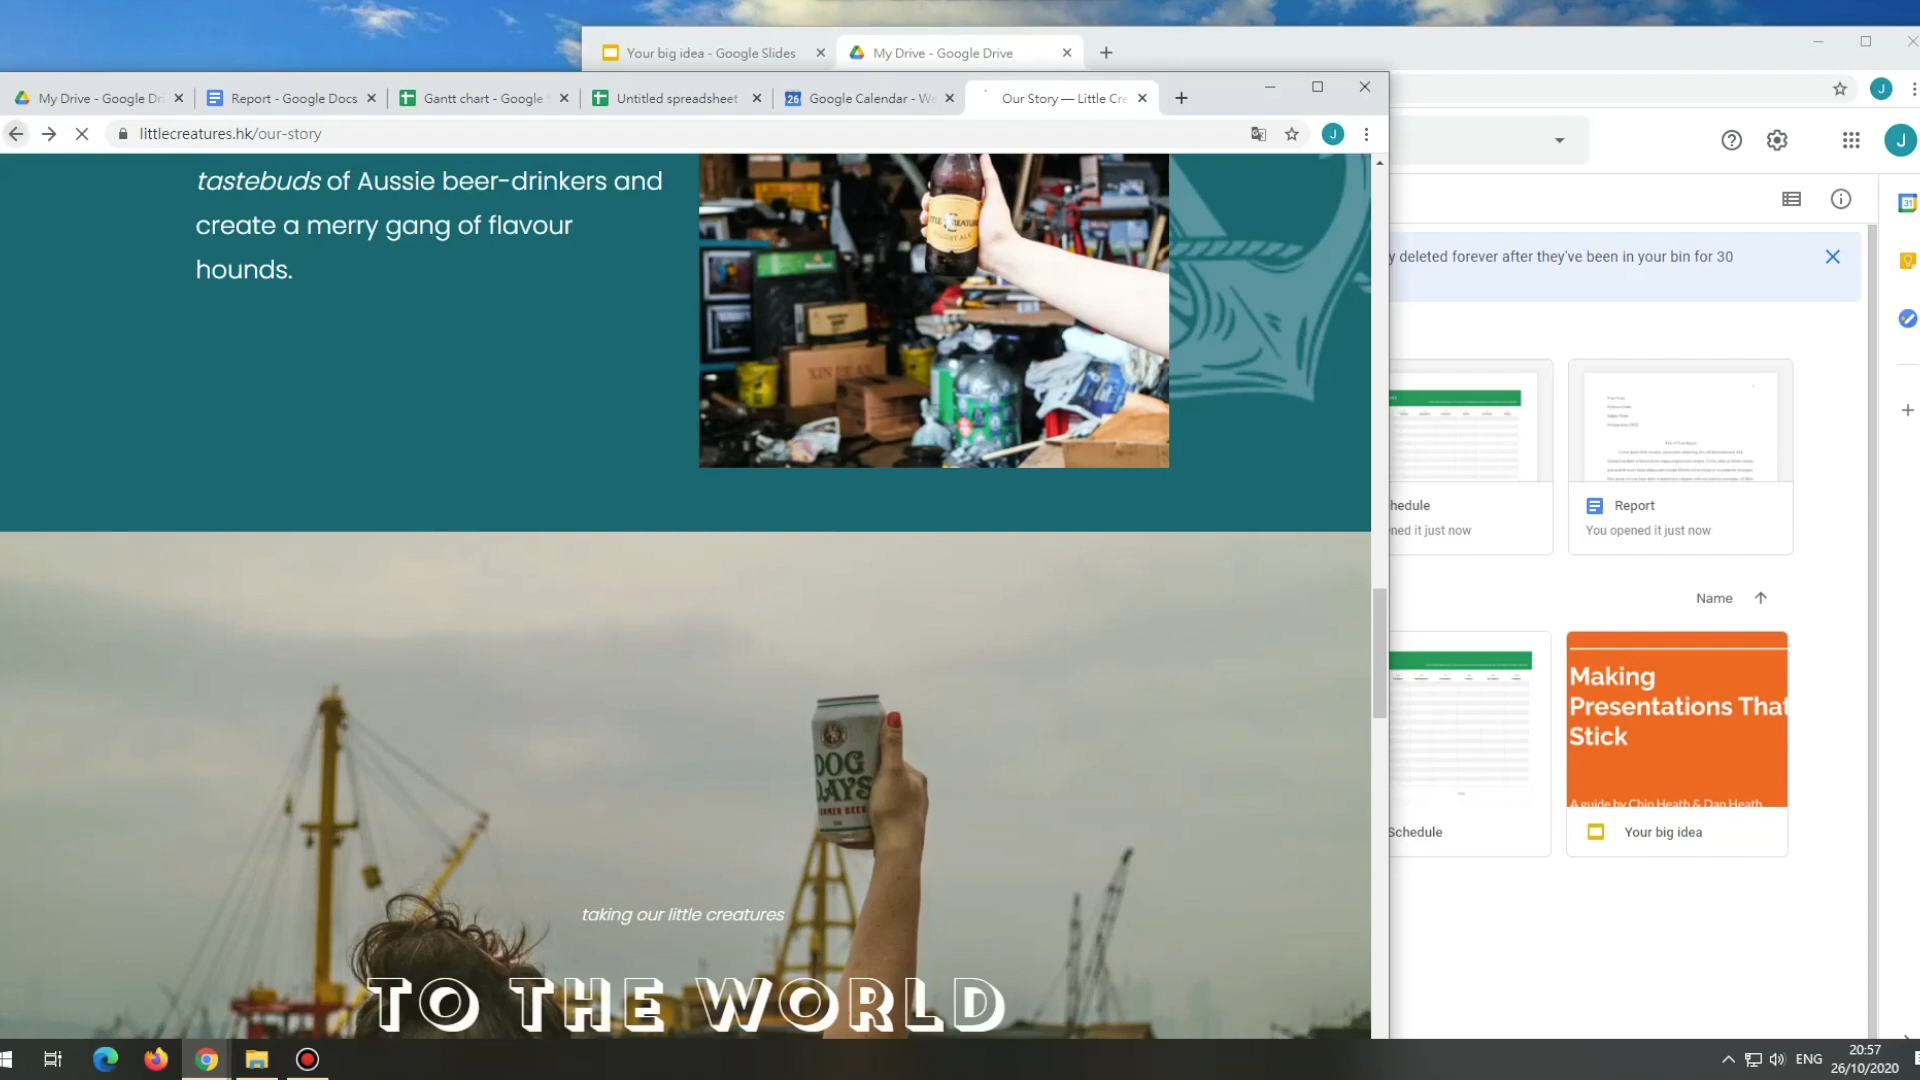 Your big idea - Google Slides
My Drive - Google Drive
My Drive - Google Dri
Report - Google Docs
Gantt chart - Google
Untitled spreadsheet
26
Google Calendar - We
Our Story — Little Cre
J
littlecreatures.hk/our-story
J
J
tastebuds of Aussie beer-drinkers and
create a merry gang of flavour
hounds.
31
y deleted forever after they've been in your bin for 30
hedule
ned it just now
Report
You opened it just now
Name
Making
Presentations That
Stick
A guide by Chip Heath & Dan Heath
Schedule
Your big idea
DOG
DAYS
taking our little creatures
TO THE WORLD
ENG
20:57
26/10/2020